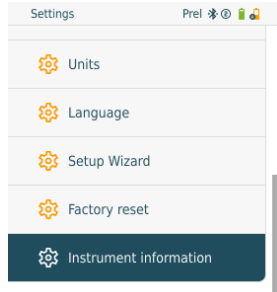 Settings Prel
Units
Language
Setup Wizard
Factory reset
Instrument information